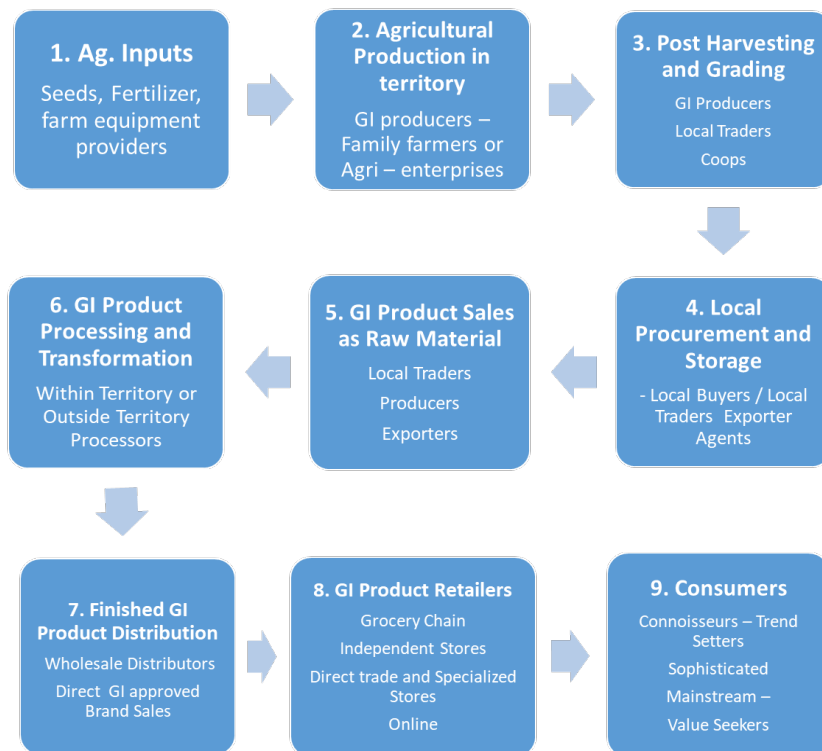 1. Ag. Inputs
Seeds, Fertilizer,
farm equipment
providers
2. Agricultural
Production in
territory
GI producers –
Family farmers or
Agri – enterprises
3. Post Harvesting
and Grading
GI Producers
Local Traders
Coops
4. Local
Procurement and
Storage
- Local Buyers / Local
Traders Exporter
Agents
5. GI Product Sales
as Raw Material
Local Traders
Producers
Exporters
6. GI Product
Processing and
Transformation
Within Territory or
Outside Territory
Processors
7. Finished GI
Product Distribution
Wholesale Distributors
Direct GI approved
Brand Sales
8. GI Product Retailers
Grocery Chain
Independent Stores
Direct trade and Specialized
Stores
Online
9. Consumers
Connoisseurs – Trend
Setters
Sophisticated
Mainstream –
Value Seekers